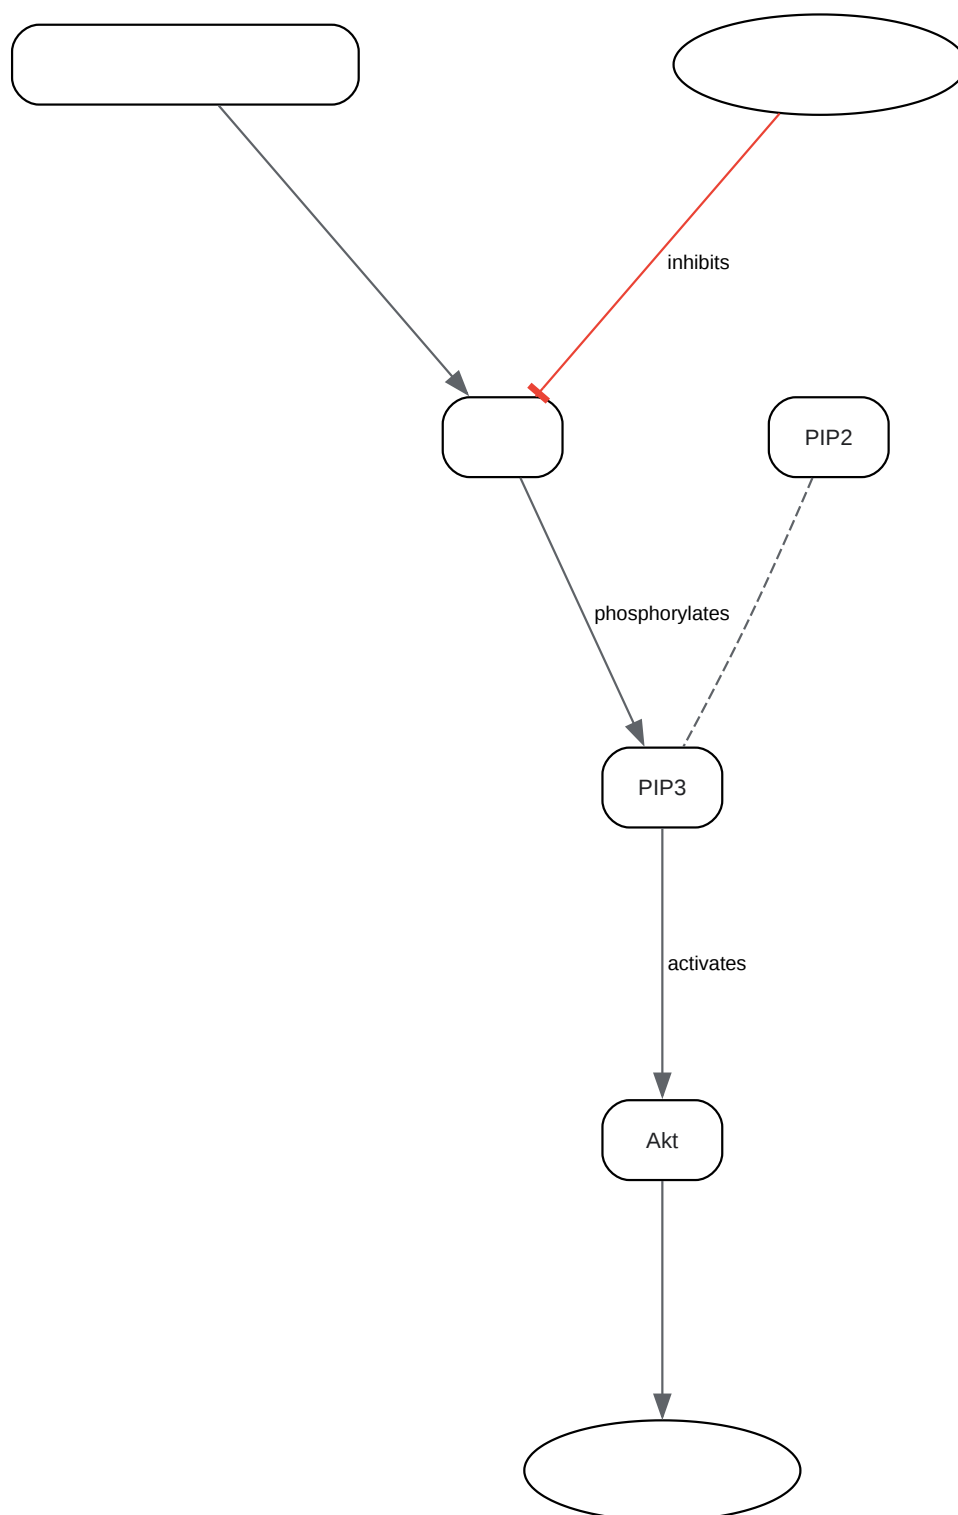 inhibits
PIP2
phosphorylates
PIP3
activates
Akt